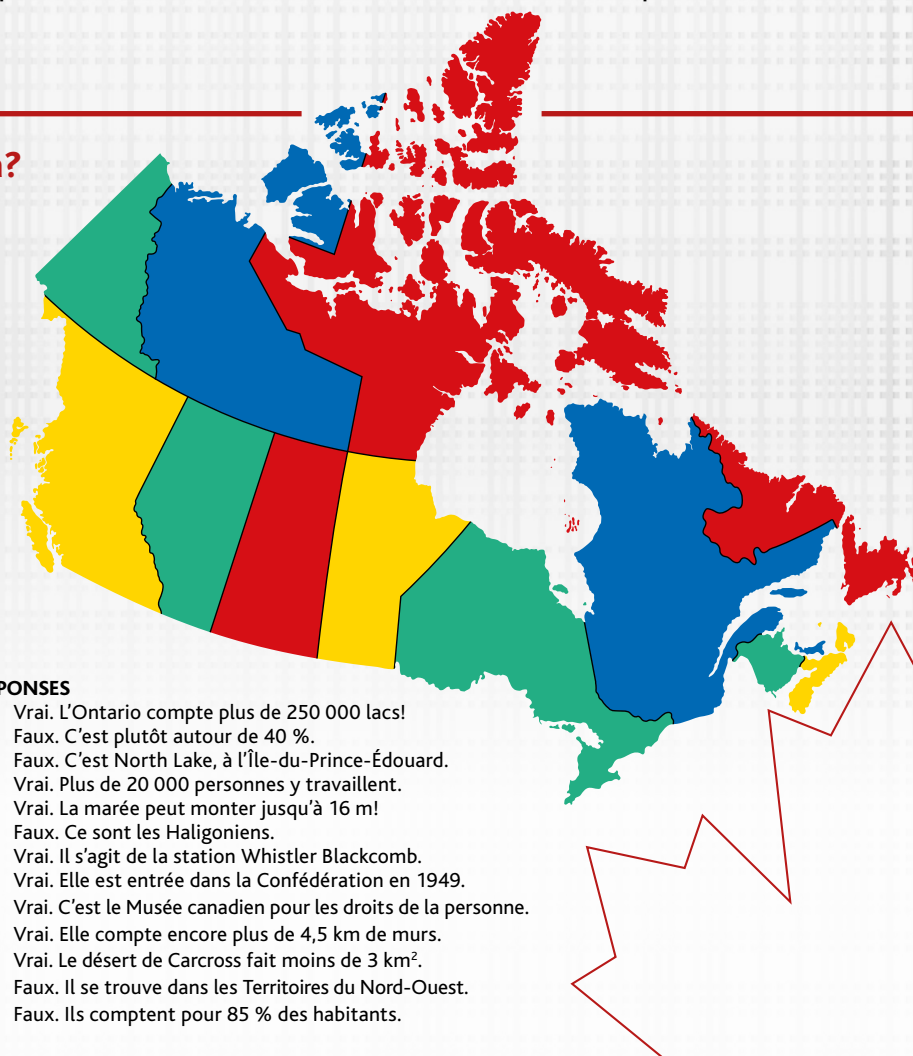 ?
PONSES
Vrai. L'Ontario compte plus de 250 000 lacs!
Faux. C'est plutôt autour de 40 %.
Faux. C'est North Lake, à l'Île-du-Prince-Édouard.
Vrai. Plus de 20 000 personnes y travaillent.
Vrai. La marée peut monter jusqu'à 16 m!
Faux. Ce sont les Haligoniens.
Vrai. Il s'agit de la station Whistler Blackcomb.
Vrai. Elle est entrée dans la Confédération en 1949.
Vrai. C'est le Musée canadien pour les droits de la personne.
Vrai. Elle compte encore plus de 4,5 km de murs.
Vrai. Le désert de Carcross fait moins de 3 km².
Faux. Il se trouve dans les Territoires du Nord-Ouest.
Faux. Ils comptent pour 85 % des habitants.